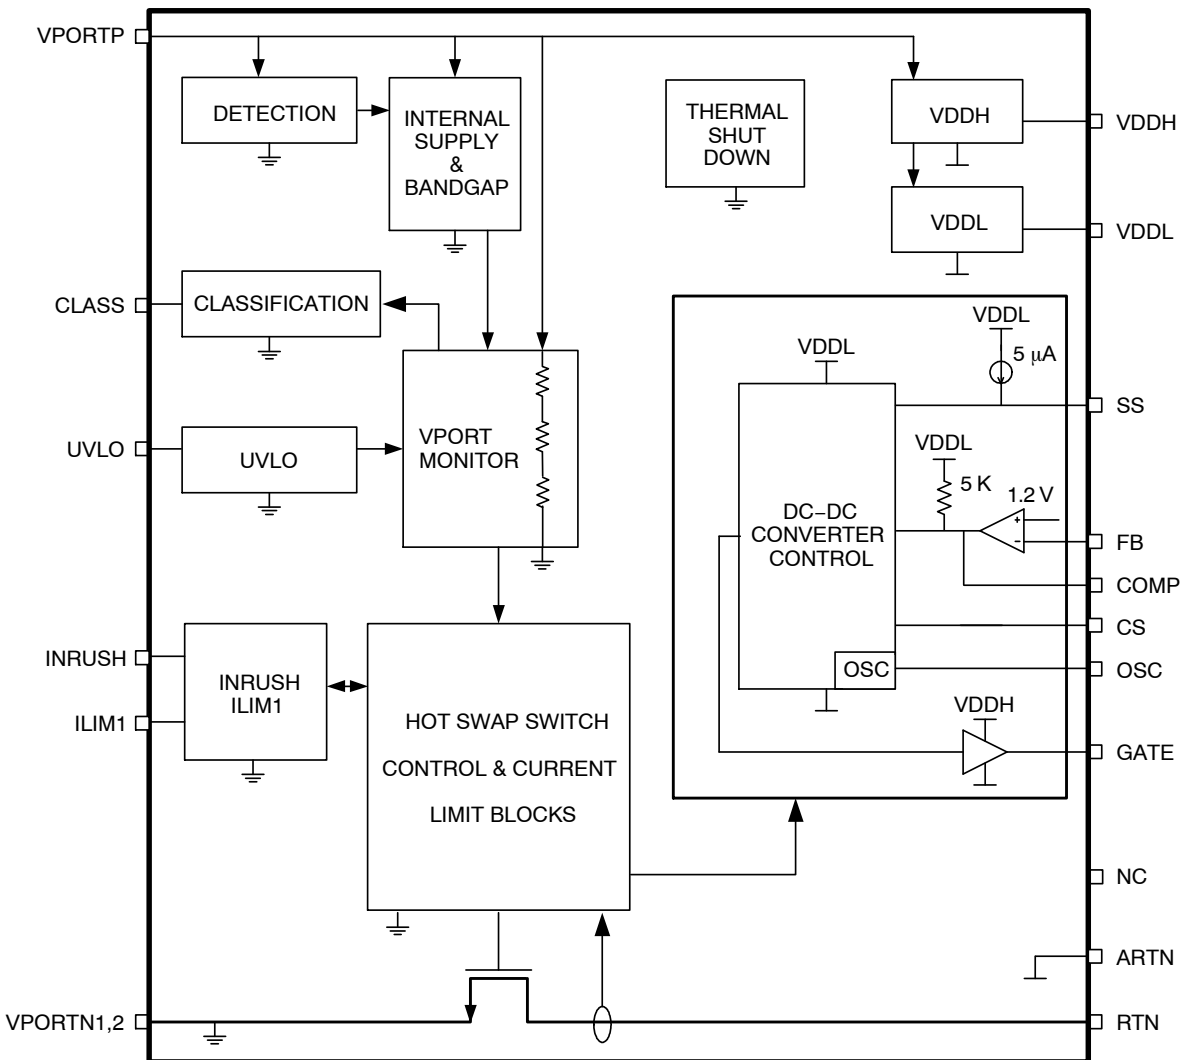 VPORTP
DETECTION
INTERNAL
SUPPLY
&
BANDGAP
THERMAL
SHUT
DOWN
VDDH
VDDH
VDDL
VDDL
CLASS
CLASSIFICATION
VDDL
5 μA
VDDL
SS
UVLO
UVLO
VPORT
MONITOR
VDDL
5 K
1.2 V
+
−
DC−DC
CONVERTER
CONTROL
FB
COMP
CS
OSC
OSC
INRUSH
ILIM1
INRUSH
ILIM1
HOT SWAP SWITCH
CONTROL & CURRENT
LIMIT BLOCKS
VDDH
GATE
NC
ARTN
VPORTN1,2
RTN